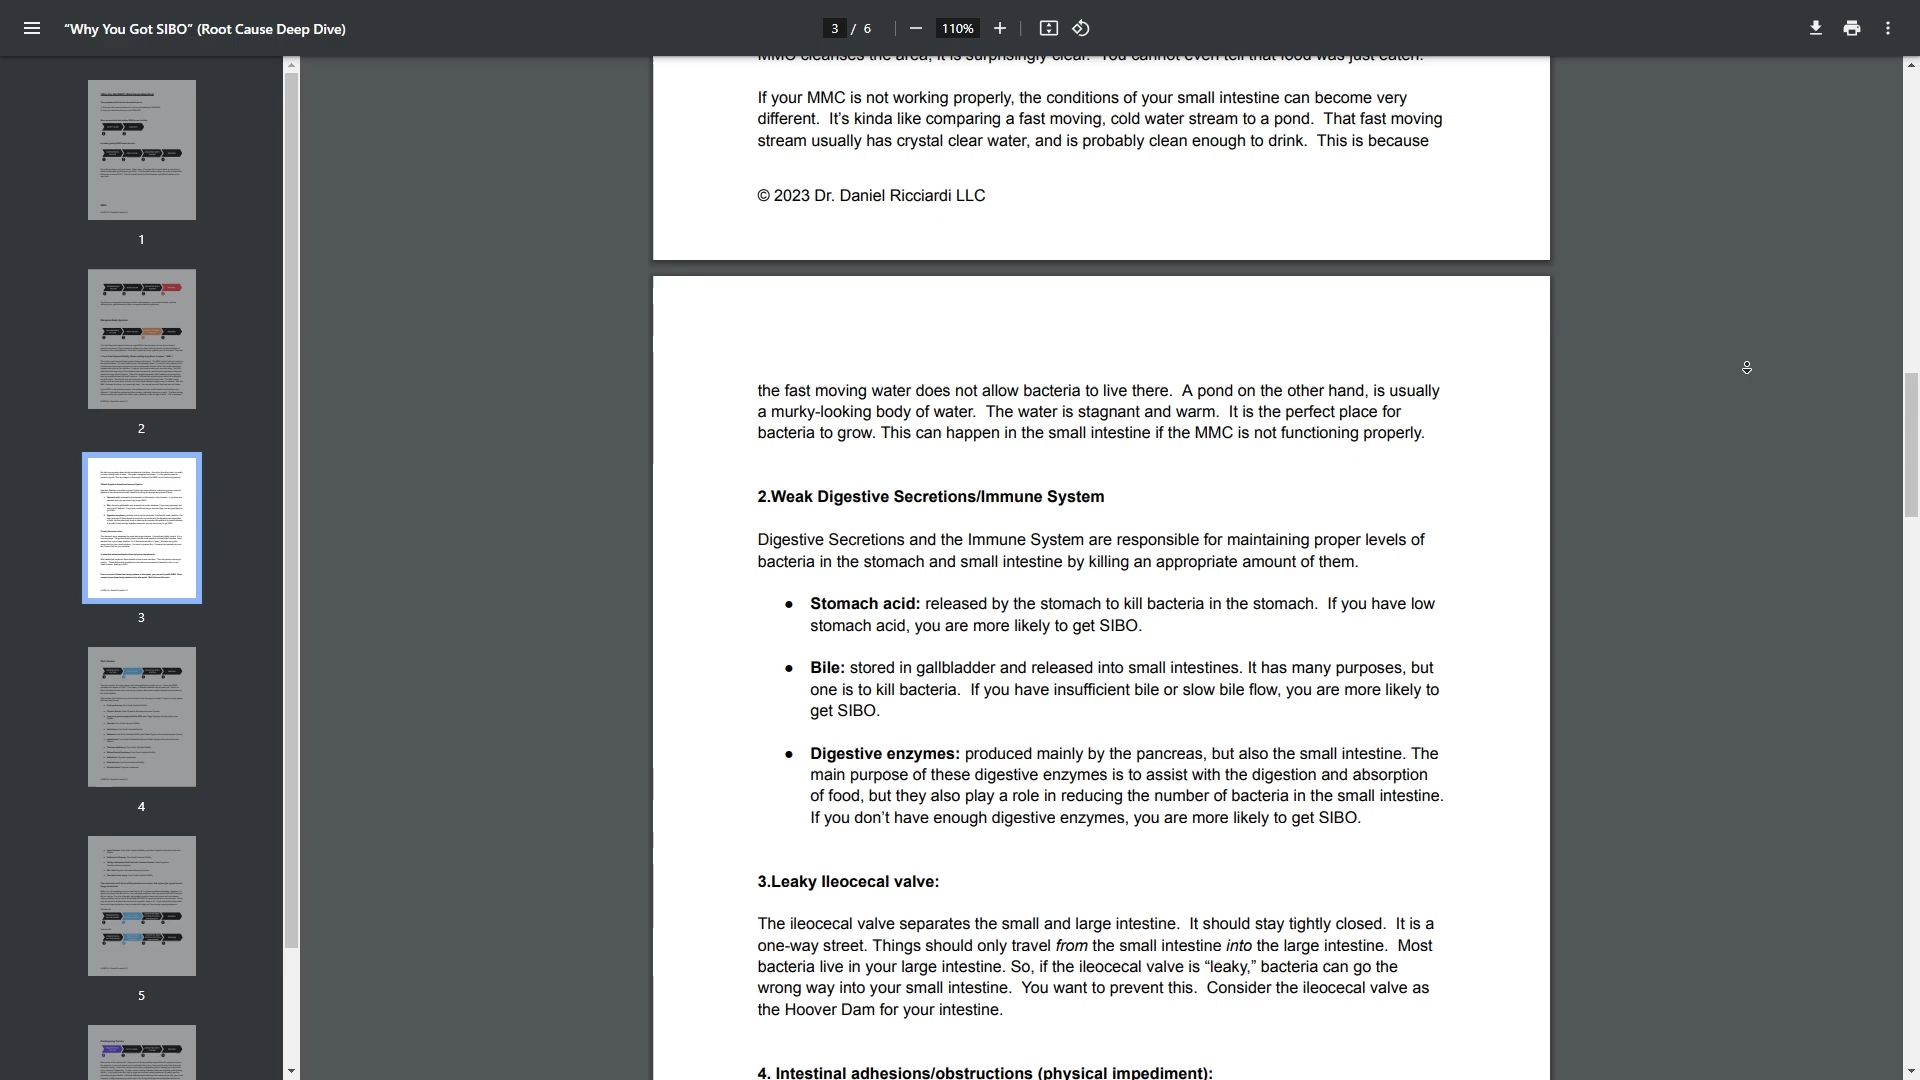 “Why You Got SIBO” (Root Cause Deep Dive)
3 / 6
110%
1
2
3
4
5
MMC cleanses the area, it is surprisingly clear. You cannot even tell that food was just eaten.
If your MMC is not working properly, the conditions of your small intestine can become very
different. It’s kinda like comparing a fast moving, cold water stream to a pond. That fast moving
stream usually has crystal clear water, and is probably clean enough to drink. This is because
© 2023 Dr. Daniel Ricciardi LLC
the fast moving water does not allow bacteria to live there. A pond on the other hand, is usually
a murky-looking body of water. The water is stagnant and warm. It is the perfect place for
bacteria to grow. This can happen in the small intestine if the MMC is not functioning properly.
2.Weak Digestive Secretions/Immune System
Digestive Secretions and the Immune System are responsible for maintaining proper levels of
bacteria in the stomach and small intestine by killing an appropriate amount of them.
● Stomach acid: released by the stomach to kill bacteria in the stomach. If you have low
stomach acid, you are more likely to get SIBO.
● Bile: stored in gallbladder and released into small intestines. It has many purposes, but
one is to kill bacteria. If you have insufficient bile or slow bile flow, you are more likely to
get SIBO.
● Digestive enzymes: produced mainly by the pancreas, but also the small intestine. The
main purpose of these digestive enzymes is to assist with the digestion and absorption
of food, but they also play a role in reducing the number of bacteria in the small intestine.
If you don’t have enough digestive enzymes, you are more likely to get SIBO.
3.Leaky Ileocecal valve:
The ileocecal valve separates the small and large intestine. It should stay tightly closed. It is a
one-way street. Things should only travel from the small intestine into the large intestine. Most
bacteria live in your large intestine. So, if the ileocecal valve is “leaky,” bacteria can go the
wrong way into your small intestine. You want to prevent this. Consider the ileocecal valve as
the Hoover Dam for your intestine.
4. Intestinal adhesions/obstructions (physical impediment):